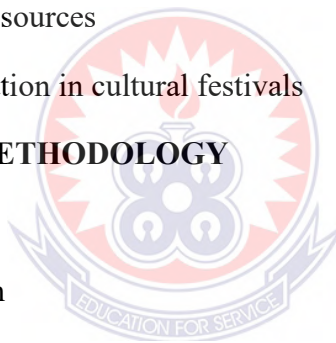 sources
tion in cultural festivals
ETHODOLOGY
EDUCATION FOR SERVICE